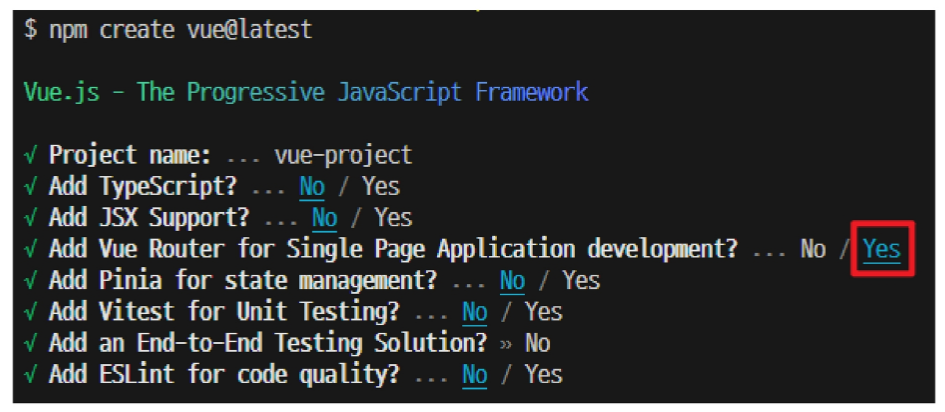 $ npm create vue@latest
Vue.js - The Progressive JavaScript Framework
√ Project name: ... vue-project
√ Add TypeScript? ... No / Yes
√ Add JSX Support? ... No / Yes
√ Add Vue Router for Single Page Application development? ... No / Yes
√ Add Pinia for state management? ... No / Yes
√ Add Vitest for Unit Testing? ... No / Yes
√ Add an End-to-End Testing Solution? » No
√ Add ESLint for code quality? ... No / Yes